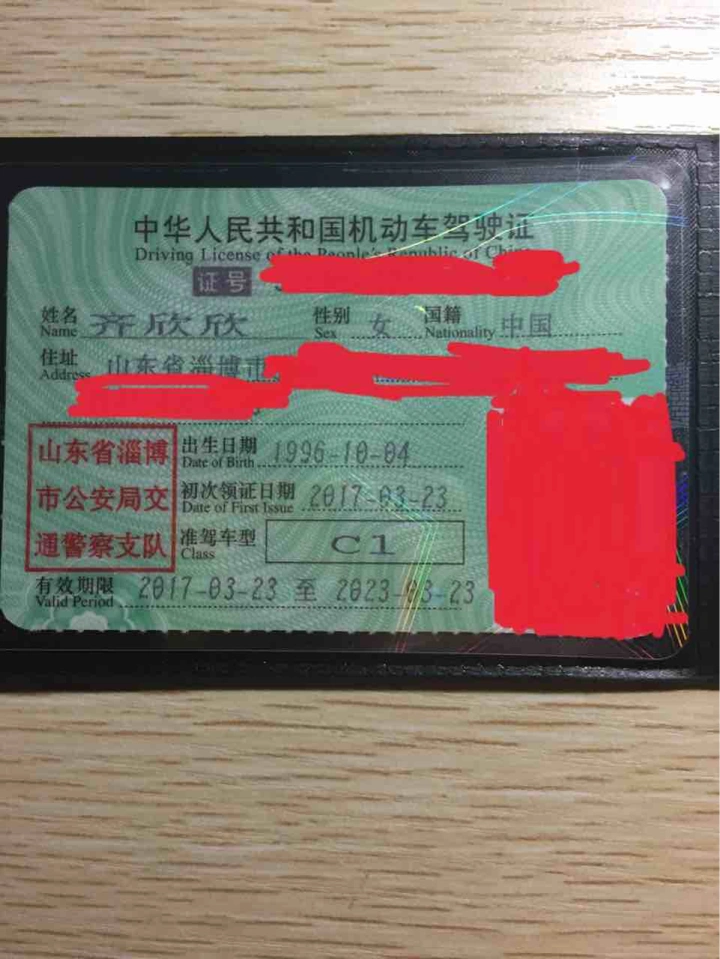 中华人民共和国机动车驾驶证
Driving License of the People's Republic of China
证号
姓名 Name 齐欣欣 性别 Sex 女 国籍 Nationality 中国
住址 Address 山东省淄博市
山东省淄博
市公安局交
通警察支队
出生日期 Date of Birth 1996-10-04
初次领证日期 Date of First Issue 2017-03-23
准驾车型 Class C1
有效期限 Valid Period 2017-03-23 至 2023-03-23